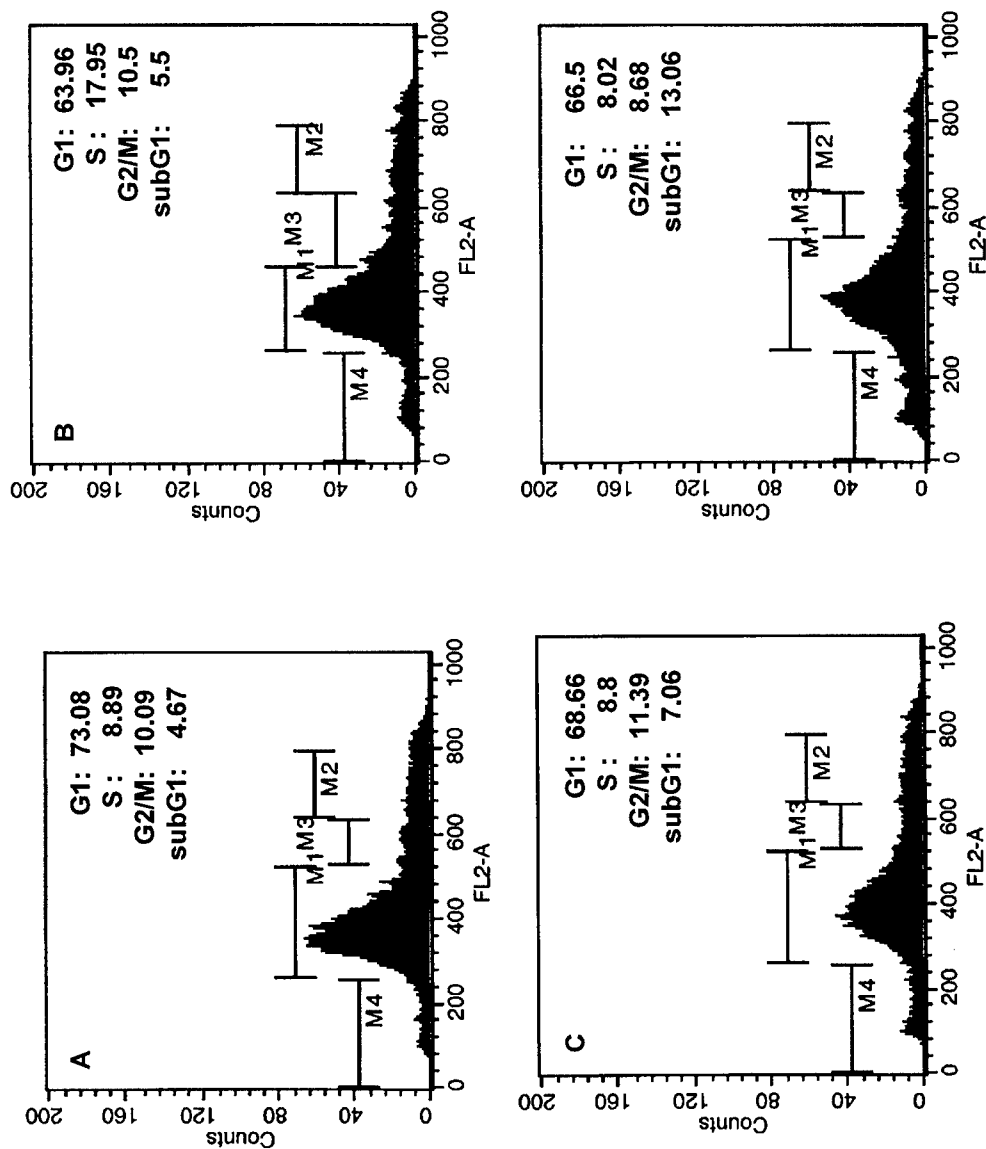 A
G1: 73.08
S : 8.89
G2/M: 10.09
subG1: 4.67
M1
M3
M2
M4
Counts
200
160
120
80
40
0
0
200
400
600
800
1000
FL2-A
B
G1: 63.96
S : 17.95
G2/M: 10.5
subG1: 5.5
M1
M3
M2
M4
Counts
200
160
120
80
40
0
0
200
400
600
800
1000
FL2-A
C
G1: 68.66
S : 8.8
G2/M: 11.39
subG1: 7.06
M1
M3
M2
M4
Counts
200
160
120
80
40
0
0
200
400
600
800
1000
FL2-A
G1: 66.5
S : 8.02
G2/M: 8.68
subG1: 13.06
M1
M3
M2
M4
Counts
200
160
120
80
40
0
0
200
400
600
800
1000
FL2-A